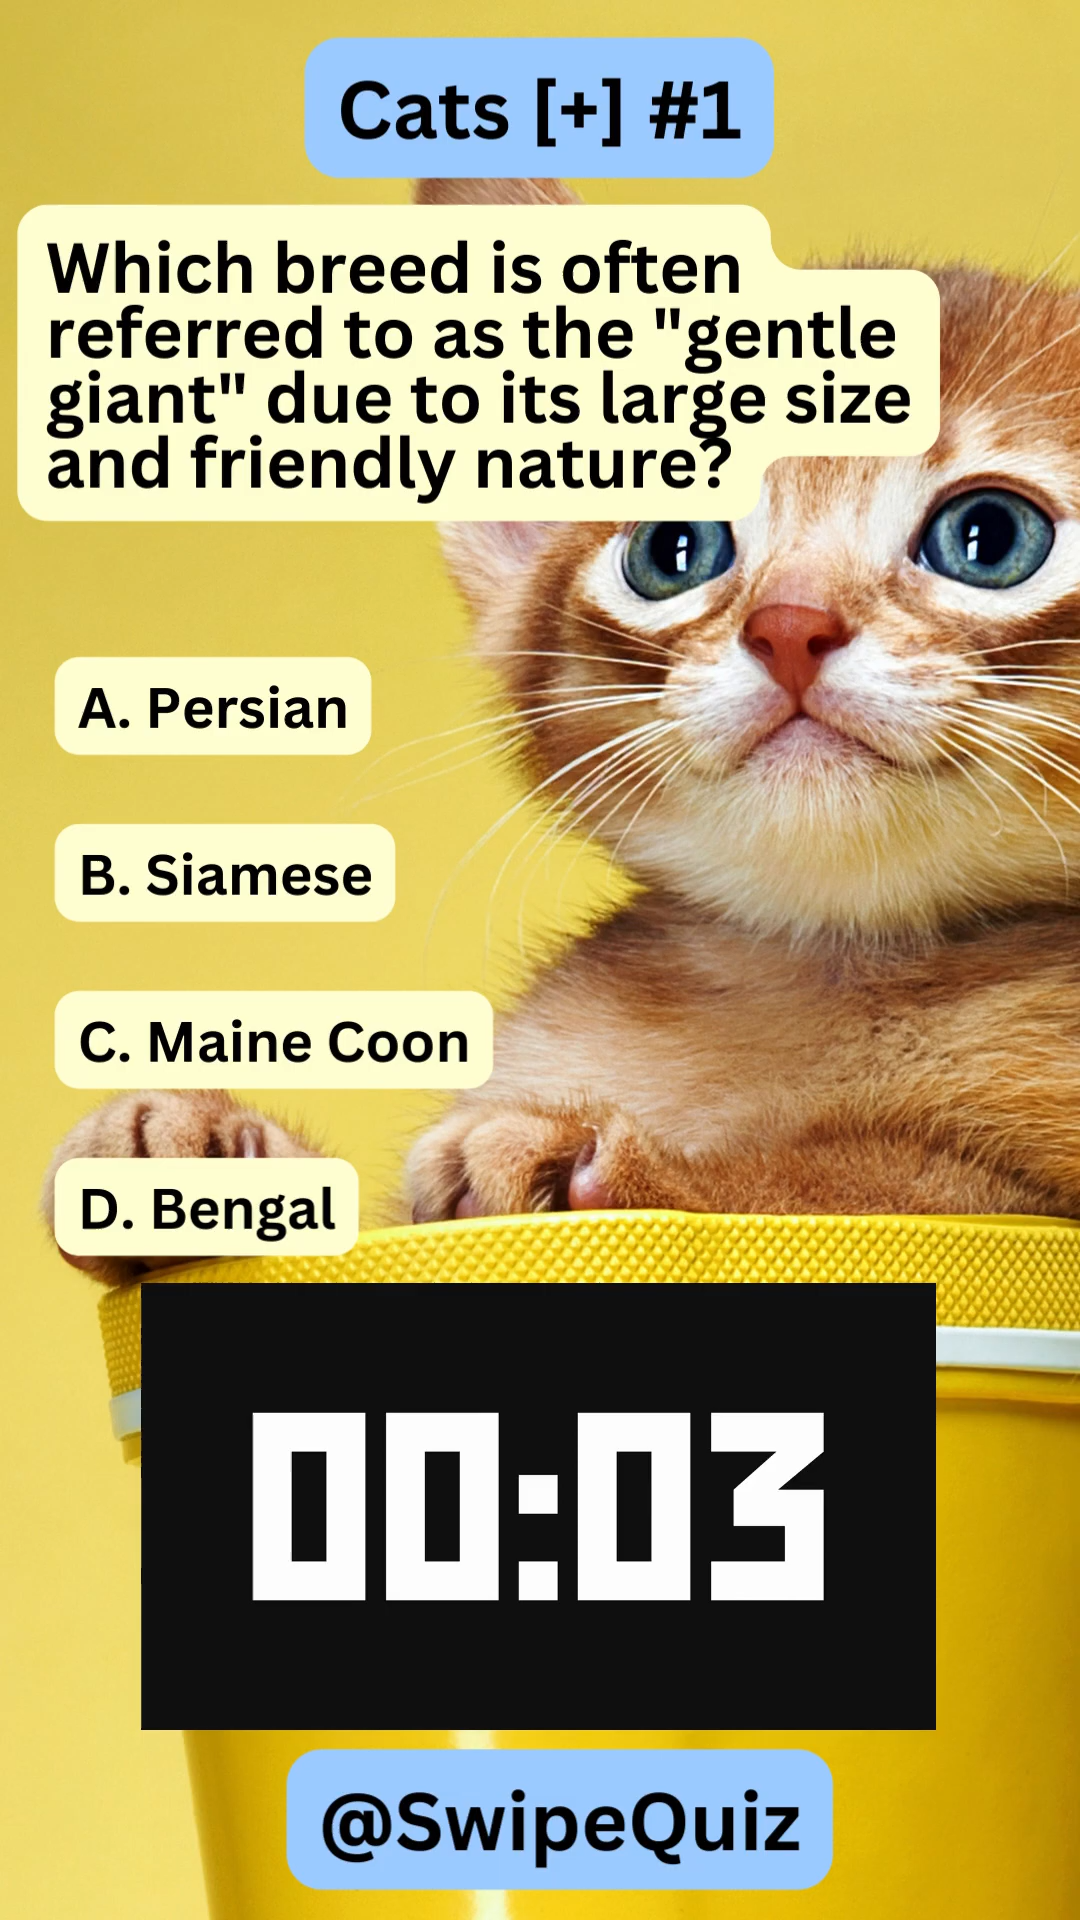 Cats [+] #1
Which breed is often
referred to as the "gentle
giant" due to its large size
and friendly nature?
A. Persian
B. Siamese
C. Maine Coon
D. Bengal
00:03
@SwipeQuiz